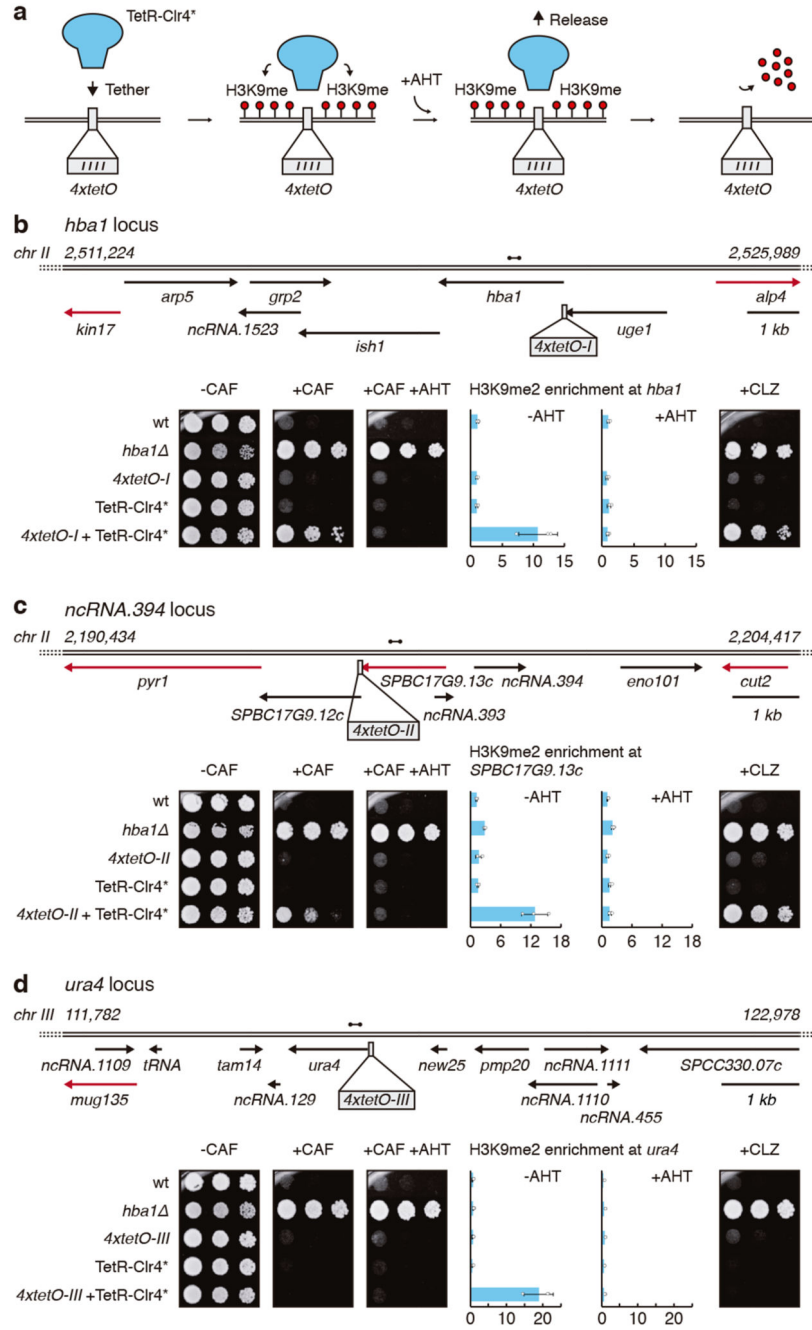 a
TetR-Clr4*
Tether
4xtetO
H3K9me H3K9me
4xtetO
+AHT
Release
H3K9me H3K9me
4xtetO
4xtetO
b hba1 locus
chr II 2,511,224 2,525,989
arp5 grp2 hba1 alp4
kin17 ncRNA.1523 ish1 4xtetO-I uge1 1 kb
-CAF +CAF +CAF +AHT H3K9me2 enrichment at hba1 +CLZ
-AHT +AHT
wt
hba1Δ
4xtetO-I
TetR-Clr4*
4xtetO-I + TetR-Clr4*
0 5 10 15 0 5 10 15
c ncRNA.394 locus
chr II 2,190,434 2,204,417
pyr1 SPBC17G9.13c ncRNA.394 eno101 cut2
SPBC17G9.12c 4xtetO-II ncRNA.393 1 kb
-CAF +CAF +CAF +AHT H3K9me2 enrichment at
SPBC17G9.13c +CLZ
-AHT +AHT
wt
hba1Δ
4xtetO-II
TetR-Clr4*
4xtetO-II + TetR-Clr4*
0 6 12 18 0 6 12 18
d ura4 locus
chr III 111,782 122,978
ncRNA.1109 tRNA tam14 ura4 new25 pmp20 ncRNA.1111 SPCC330.07c
mug135 ncRNA.129 4xtetO-III ncRNA.1110 1 kb
ncRNA.455
-CAF +CAF +CAF +AHT H3K9me2 enrichment at ura4 +CLZ
-AHT +AHT
wt
hba1Δ
4xtetO-III
TetR-Clr4*
4xtetO-III +TetR-Clr4*
0 10 20 0 10 20